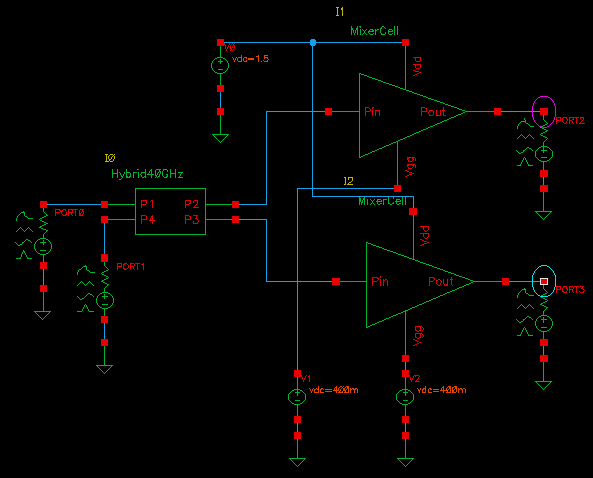 I1
MixerCell
V0
vdc=1.5
Vdd
Pin
Pout
PORT2
Vgg
I0
Hybrid40GHz
I2
MixerCell
PORT0
P1
P2
P4
P3
Vdd
PORT1
Pin
Pout
PORT3
Vgg
V1
vdc=400m
V2
vdc=400m